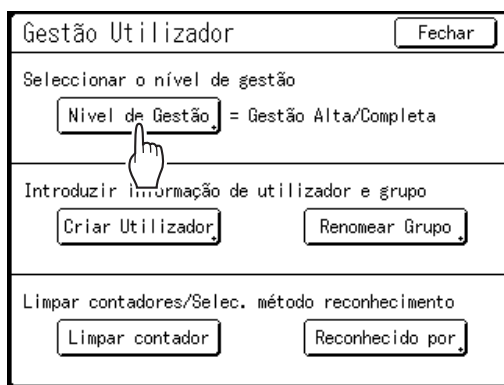 Gestão Utilizador
Fechar
Seleccionar o nível de gestão
Nivel de Gestão = Gestão Alta/Completa
Introduzir informação de utilizador e grupo
Criar Utilizador
Renomear Grupo
Limpar contadores/Selec. método reconhecimento
Limpar contador
Reconhecido por